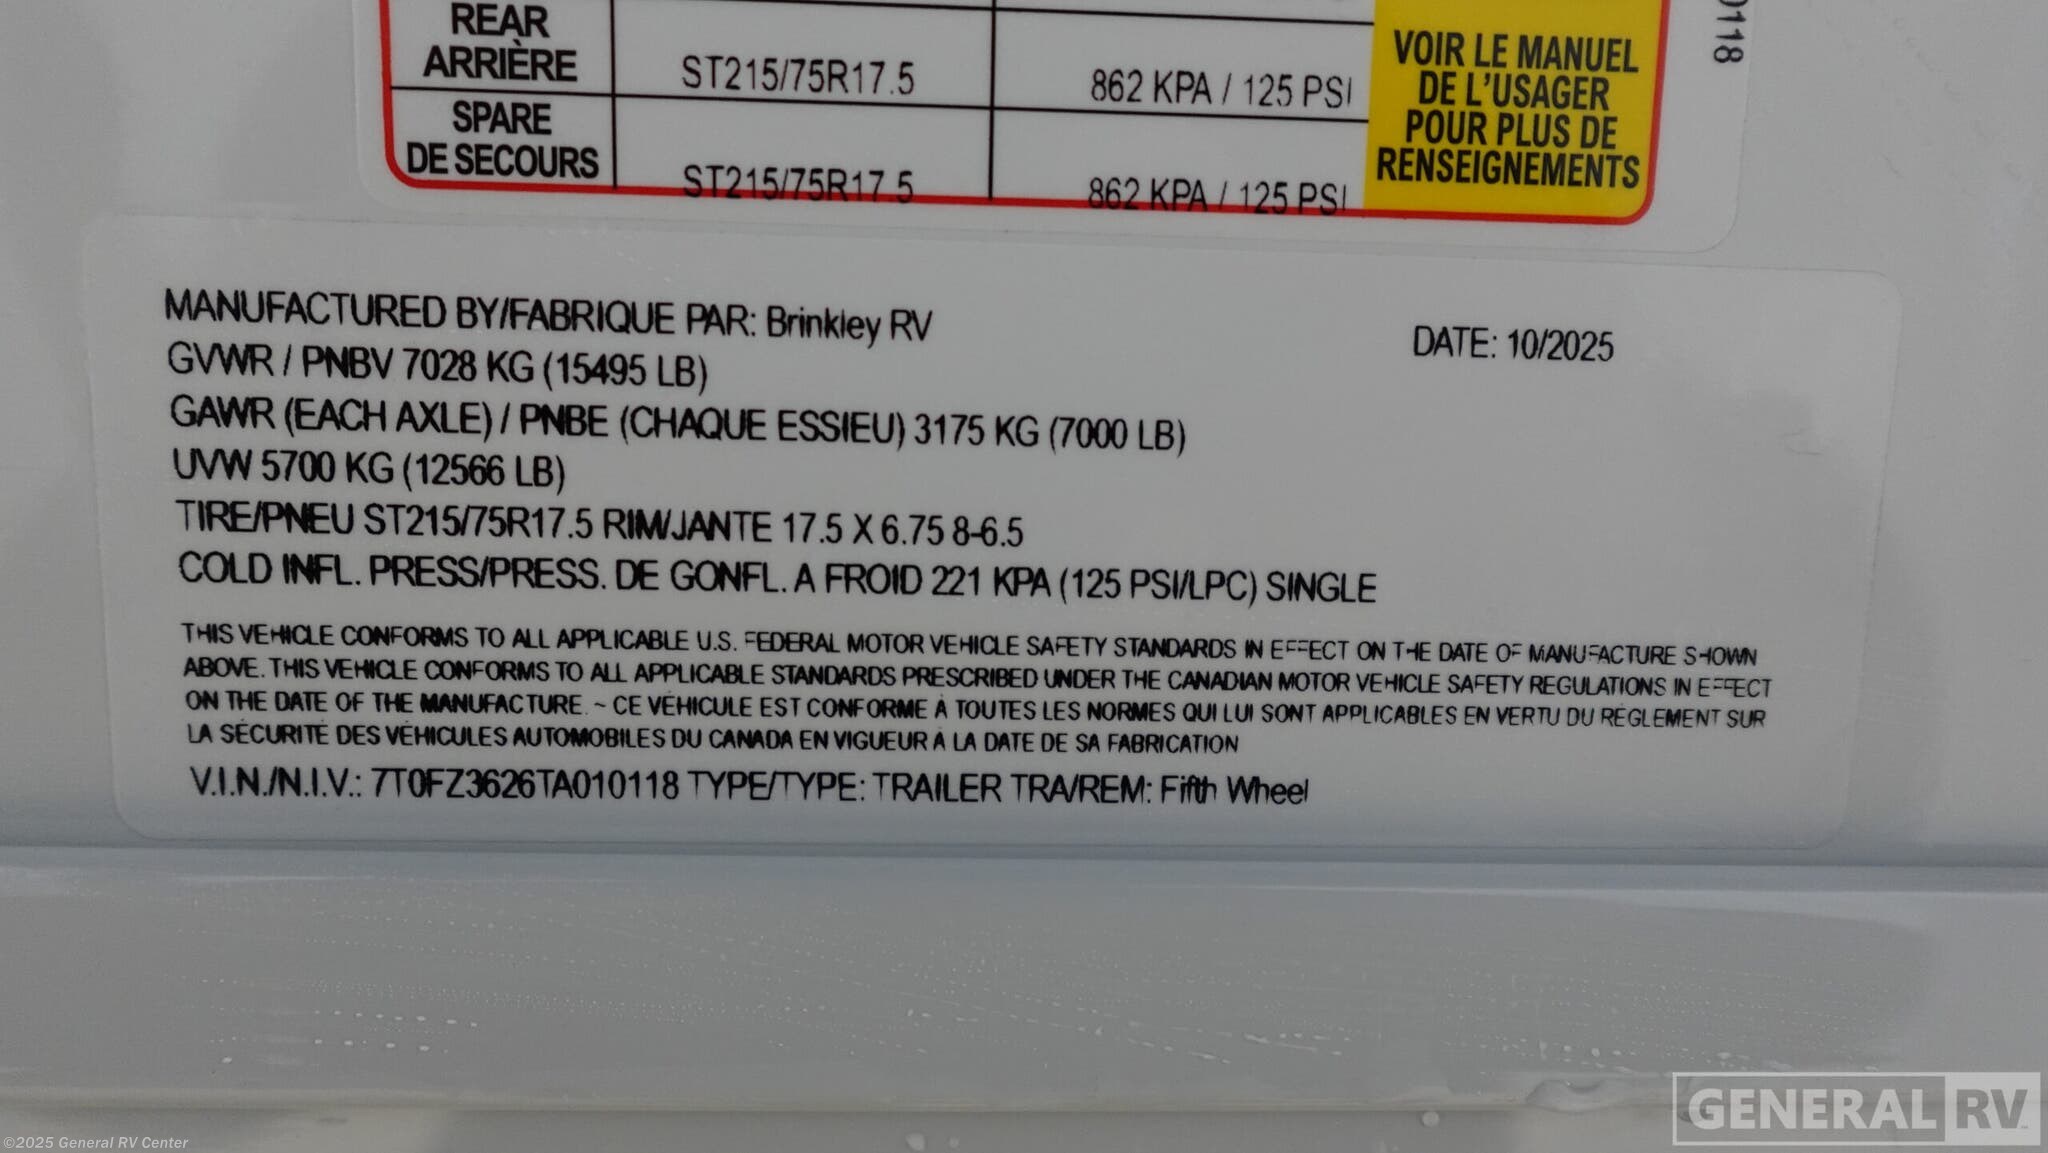 REAR
ARRIÈRE
ST215/75R17.5
862 KPA / 125 PSI
SPARE
DE SECOURS
ST215/75R17.5
862 KPA / 125 PSI
VOIR LE MANUEL
DE L'USAGER
POUR PLUS DE
RENSEIGNEMENTS
0118
MANUFACTURED BY/FABRIQUE PAR: Brinkley RV
DATE: 10/2025
GVWR / PNBV 7028 KG (15495 LB)
GAWR (EACH AXLE) / PNBE (CHAQUE ESSIEU) 3175 KG (7000 LB)
UVW 5700 KG (12566 LB)
TIRE/PNEU ST215/75R17.5 RIM/JANTE 17.5 X 6.75 8-6.5
COLD INFL. PRESS/PRESS. DE GONFL. A FROID 221 KPA (125 PSI/LPC) SINGLE
THIS VEHICLE CONFORMS TO ALL APPLICABLE U.S. FEDERAL MOTOR VEHICLE SAFETY STANDARDS IN EFFECT ON THE DATE OF MANUFACTURE SHOWN
ABOVE. THIS VEHICLE CONFORMS TO ALL APPLICABLE STANDARDS PRESCRIBED UNDER THE CANADIAN MOTOR VEHICLE SAFETY REGULATIONS IN EFFECT
ON THE DATE OF THE MANUFACTURE. ~ CE VÉHICULE EST CONFORME À TOUTES LES NORMES QUI LUI SONT APPLICABLES EN VERTU DU RÈGLEMENT SUR
LA SÉCURITÉ DES VÉHICULES AUTOMOBILES DU CANADA EN VIGUEUR À LA DATE DE SA FABRICATION
V.I.N./N.I.V.: 7T0FZ3626TA010118 TYPE/TYPE: TRAILER TRA/REM: Fifth Wheel
GENERAL RV
©2025 General RV Center